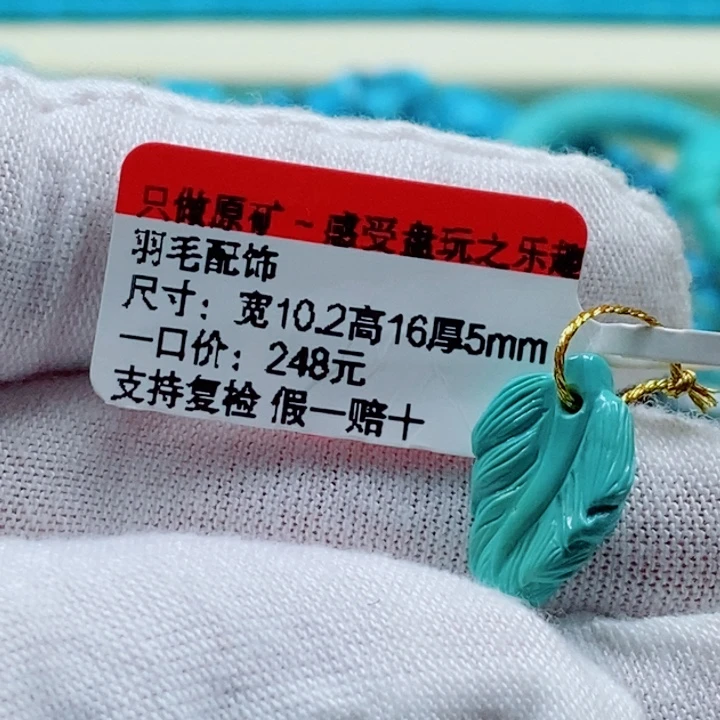 只做原矿~感受盘玩之乐趣
羽毛配饰
尺寸：宽10.2高16厚5mm
一口价：248元
支持复检 假一赔十